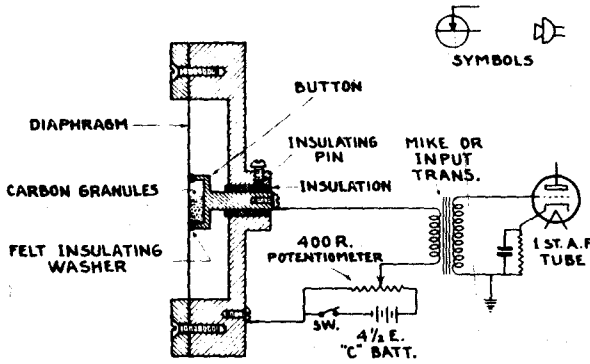 SYMBOLS
BUTTON
DIAPHRAGM
INSULATING
PIN
MIKE OR
INPUT
TRANS.
CARBON GRANULES
INSULATION
FELT INSULATING
WASHER
400 R.
POTENTIOMETER
1 ST. A.F
TUBE
SW.
4½ E.
"C" BATT.